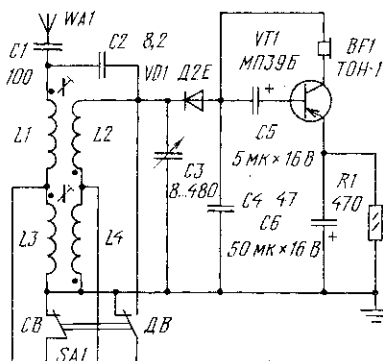 WA1
C1
100
C2 8,2
VD1 Д2Е
VT1
МП39Б
BF1
ТОН-1
L1
L2
C3
8...480
C5
5 мк × 16 В
C4 47
C6
50 мк × 16 В
R1
470
L3
L4
СВ
ДВ
SA1